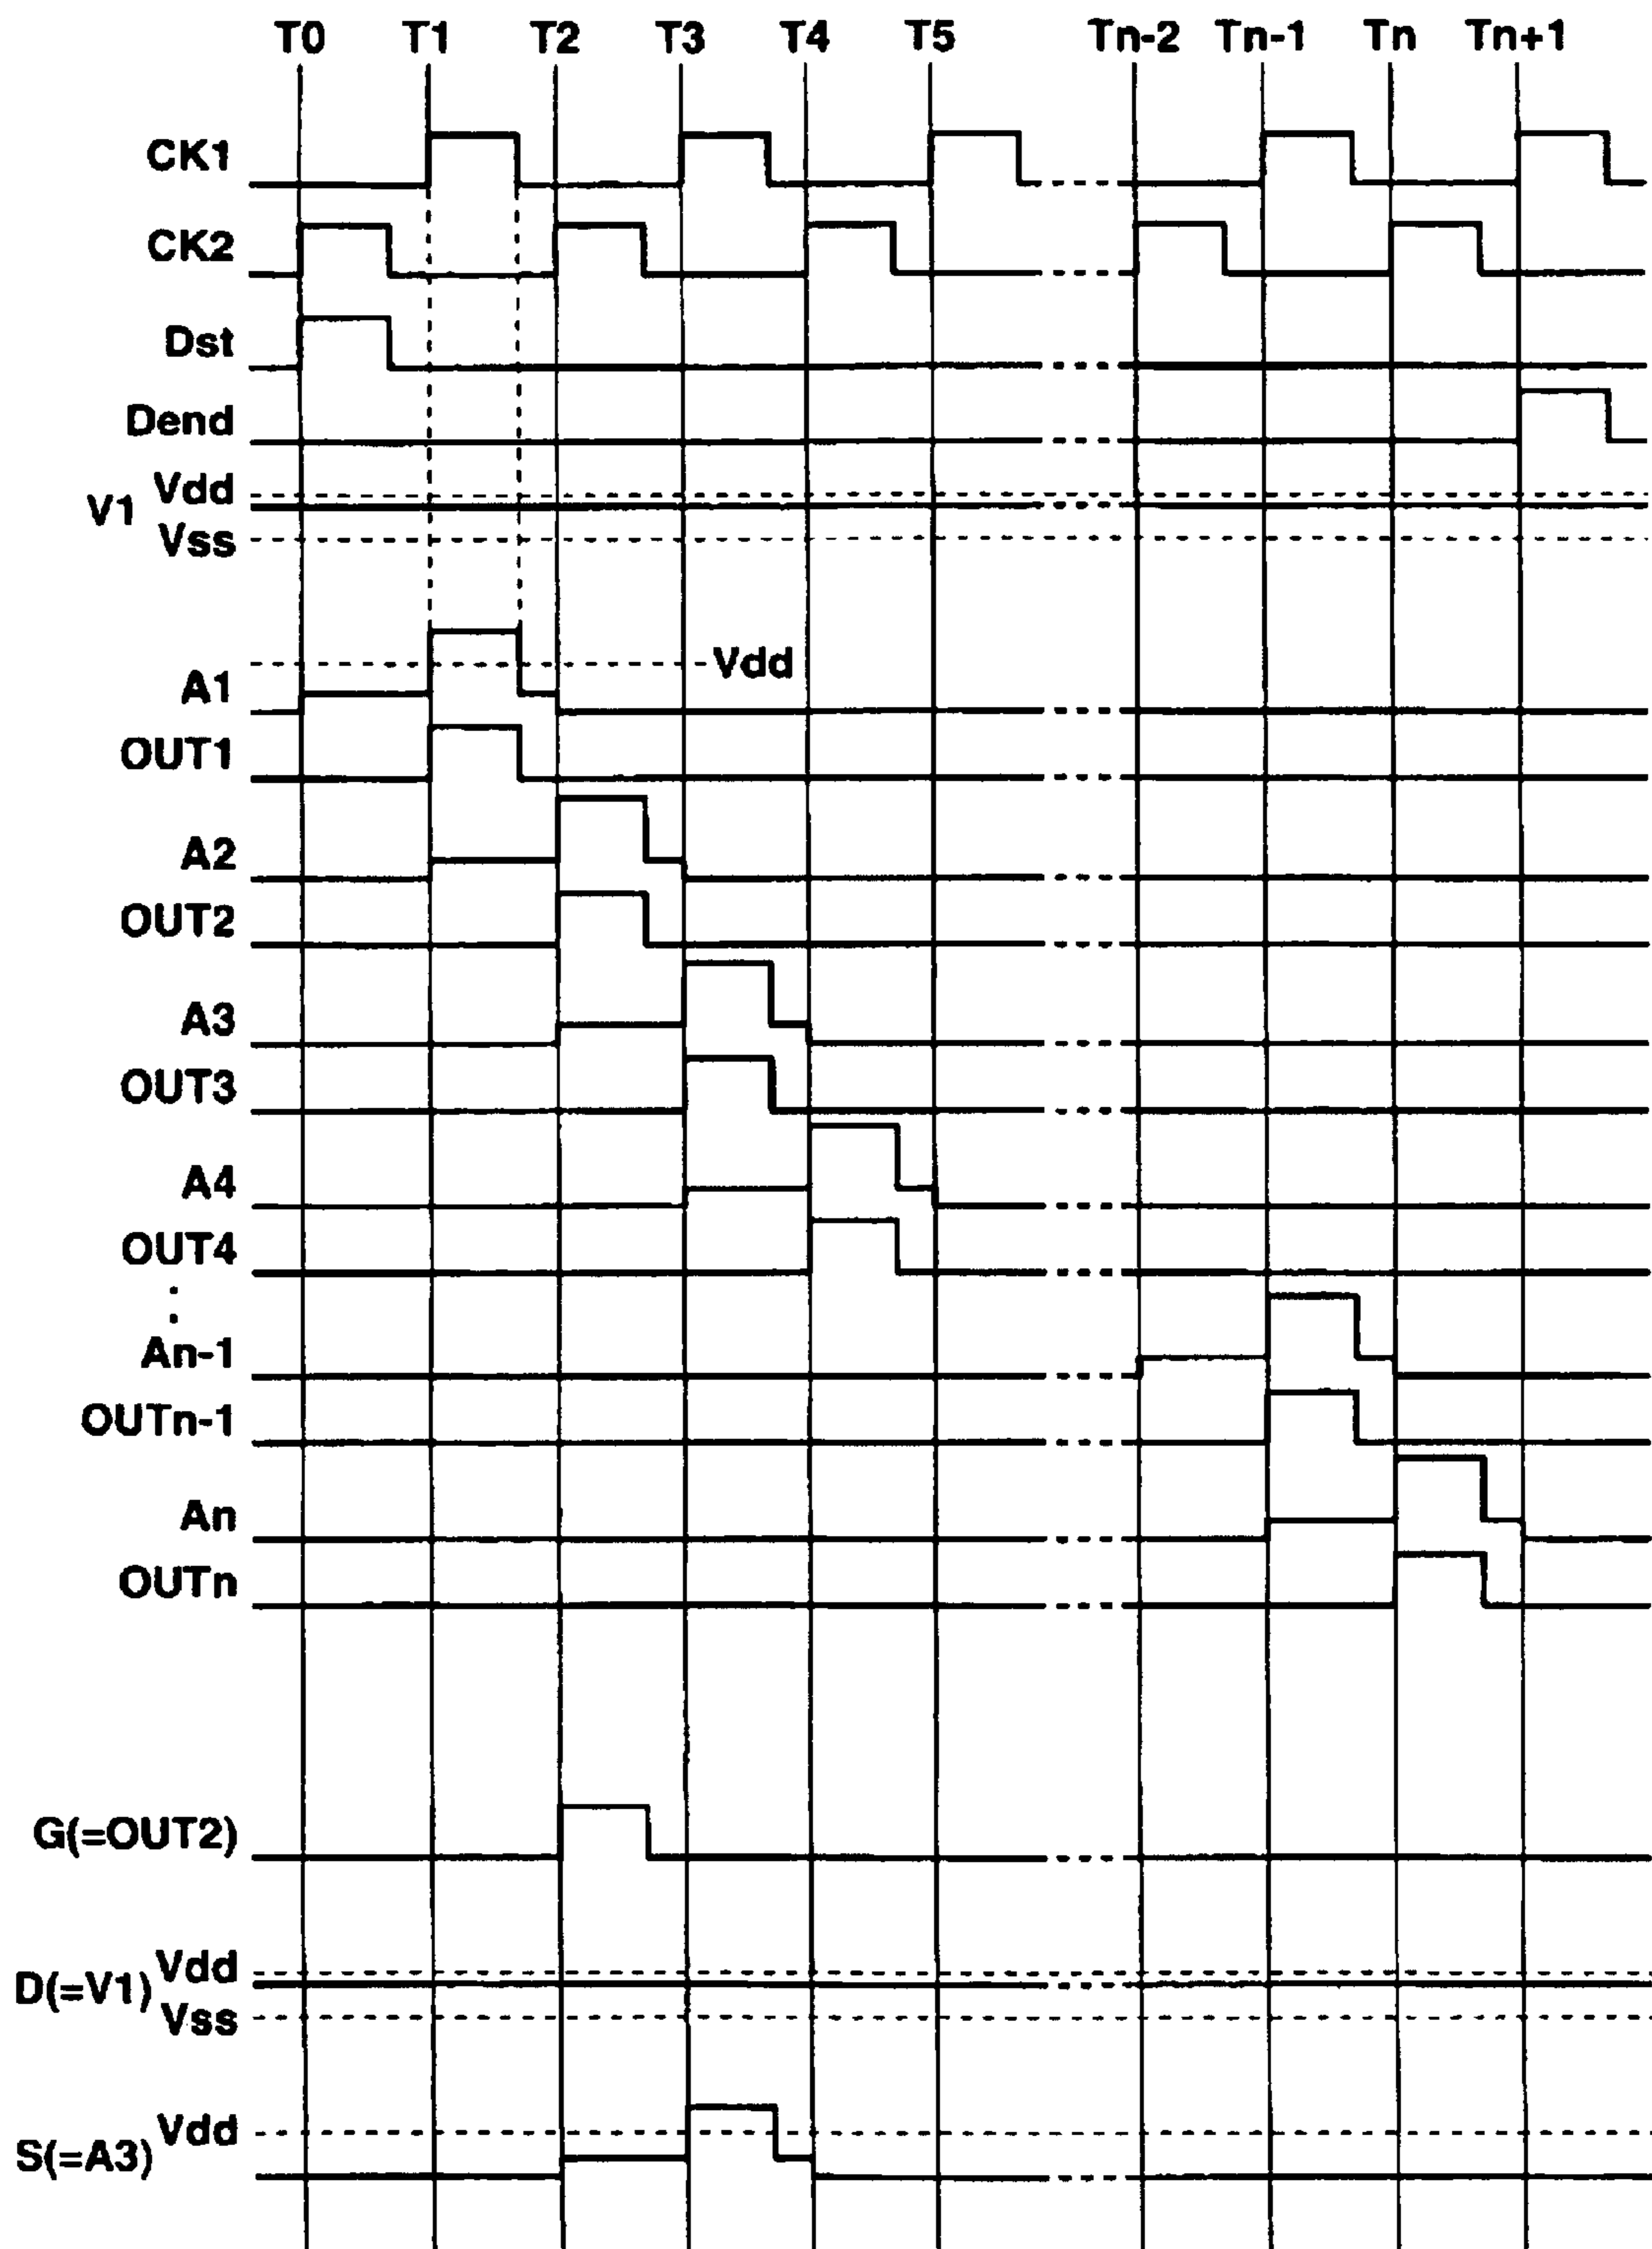 T0 T1 T2 T3 T4 T5 Tn-2 Tn-1 Tn Tn+1
CK1
CK2
Dst
Dend
Vdd
V1
Vss
Vdd
A1
OUT1
A2
OUT2
A3
OUT3
A4
OUT4
⋮
An-1
OUTn-1
An
OUTn
G(=OUT2)
Vdd
D(=V1)
Vss
Vdd
S(=A3)